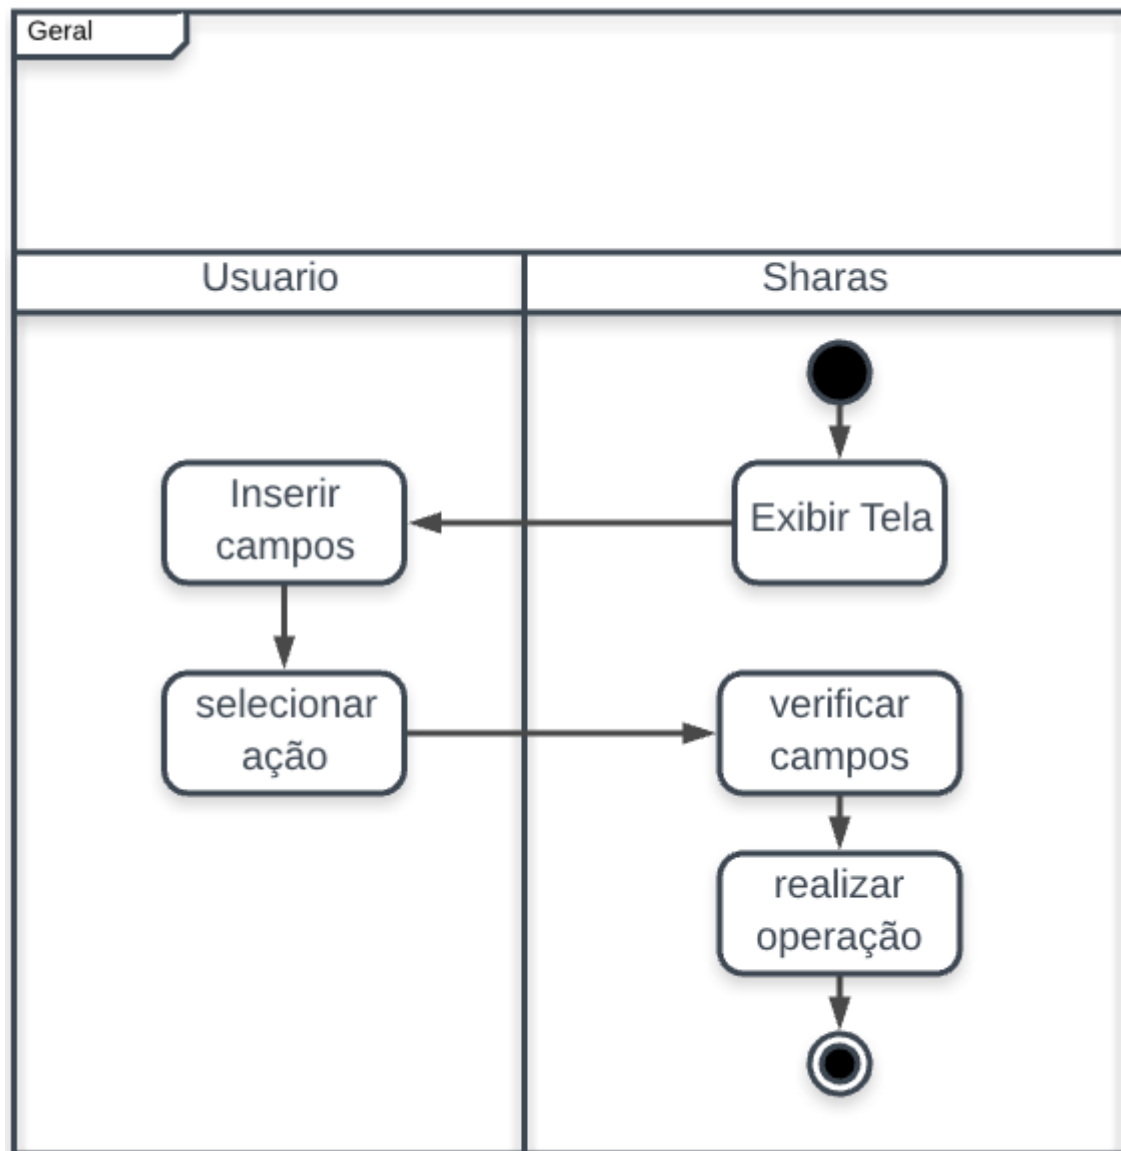 Geral
Usuario
Sharas
Inserir
campos
Exibir Tela
selecionar
ação
verificar
campos
realizar
operação